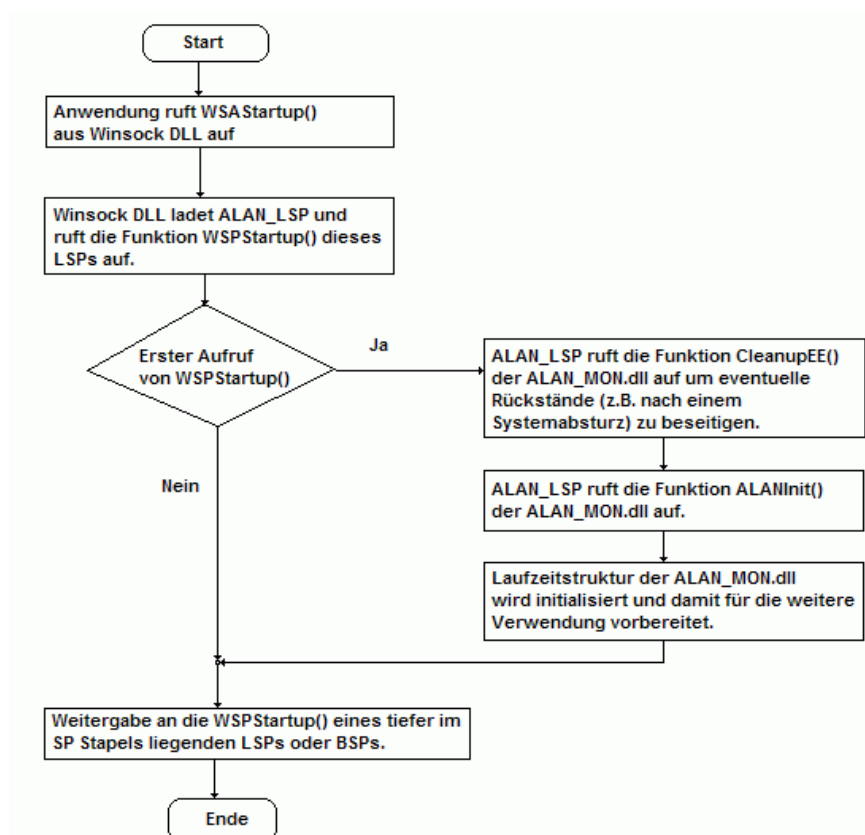 Start
Anwendung ruft WSAStartup()
aus Winsock DLL auf
Winsock DLL ladet ALAN_LSP und
ruft die Funktion WSPStartup() dieses
LSPs auf.
Erster Aufruf
von WSPStartup()
Ja
ALAN_LSP ruft die Funktion CleanupEE()
der ALAN_MON.dll auf um eventuelle
Rückstände (z.B. nach einem
Systemabsturz) zu beseitigen.
Nein
ALAN_LSP ruft die Funktion ALANInit()
der ALAN_MON.dll auf.
Laufzeitstruktur der ALAN_MON.dll
wird initialisiert und damit für die weitere
Verwendung vorbereitet.
Weitergabe an die WSPStartup() eines tiefer im
SP Stapels liegenden LSPs oder BSPs.
Ende